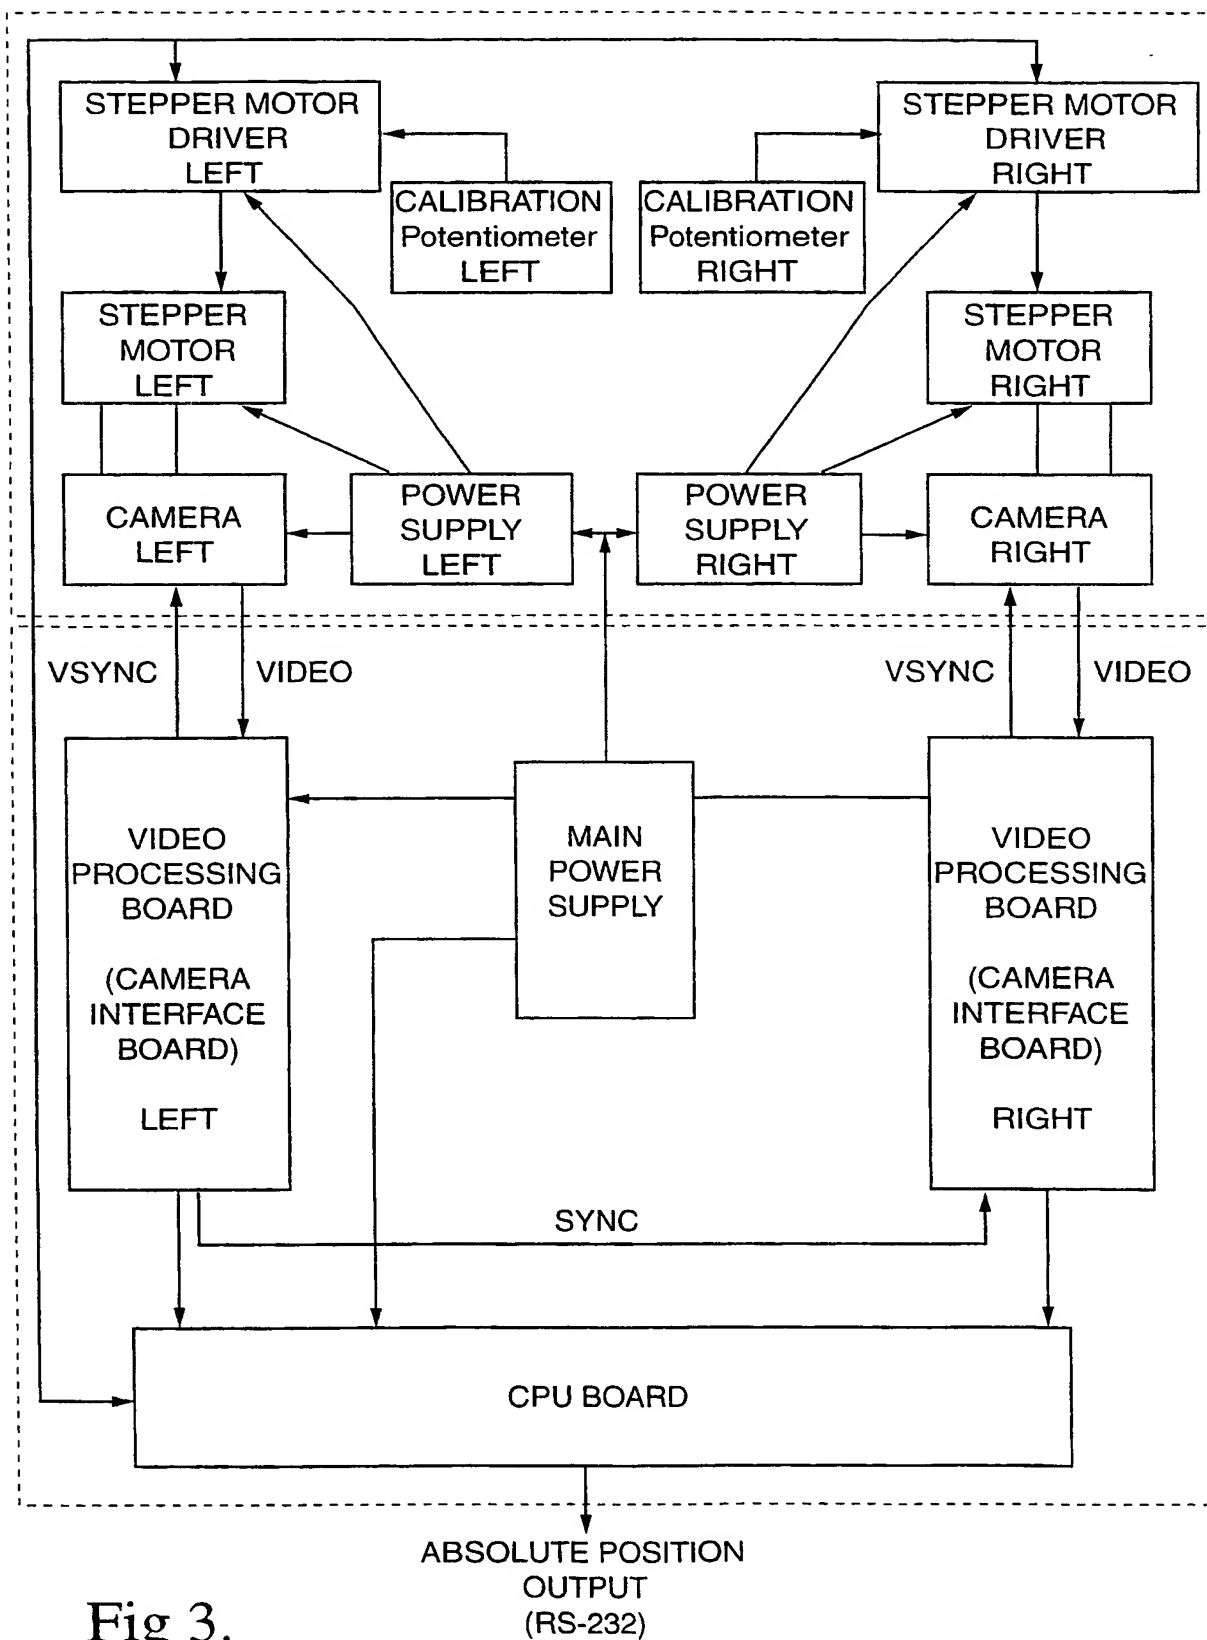 STEPPER MOTOR
DRIVER
LEFT
STEPPER MOTOR
DRIVER
RIGHT
CALIBRATION
Potentiometer
LEFT
CALIBRATION
Potentiometer
RIGHT
STEPPER
MOTOR
LEFT
STEPPER
MOTOR
RIGHT
CAMERA
LEFT
POWER
SUPPLY
LEFT
POWER
SUPPLY
RIGHT
CAMERA
RIGHT
VSYNC
VIDEO
VSYNC
VIDEO
VIDEO
PROCESSING
BOARD
(CAMERA
INTERFACE
BOARD)
LEFT
MAIN
POWER
SUPPLY
VIDEO
PROCESSING
BOARD
(CAMERA
INTERFACE
BOARD)
RIGHT
SYNC
CPU BOARD
ABSOLUTE POSITION
OUTPUT
(RS-232)
Fig 3.